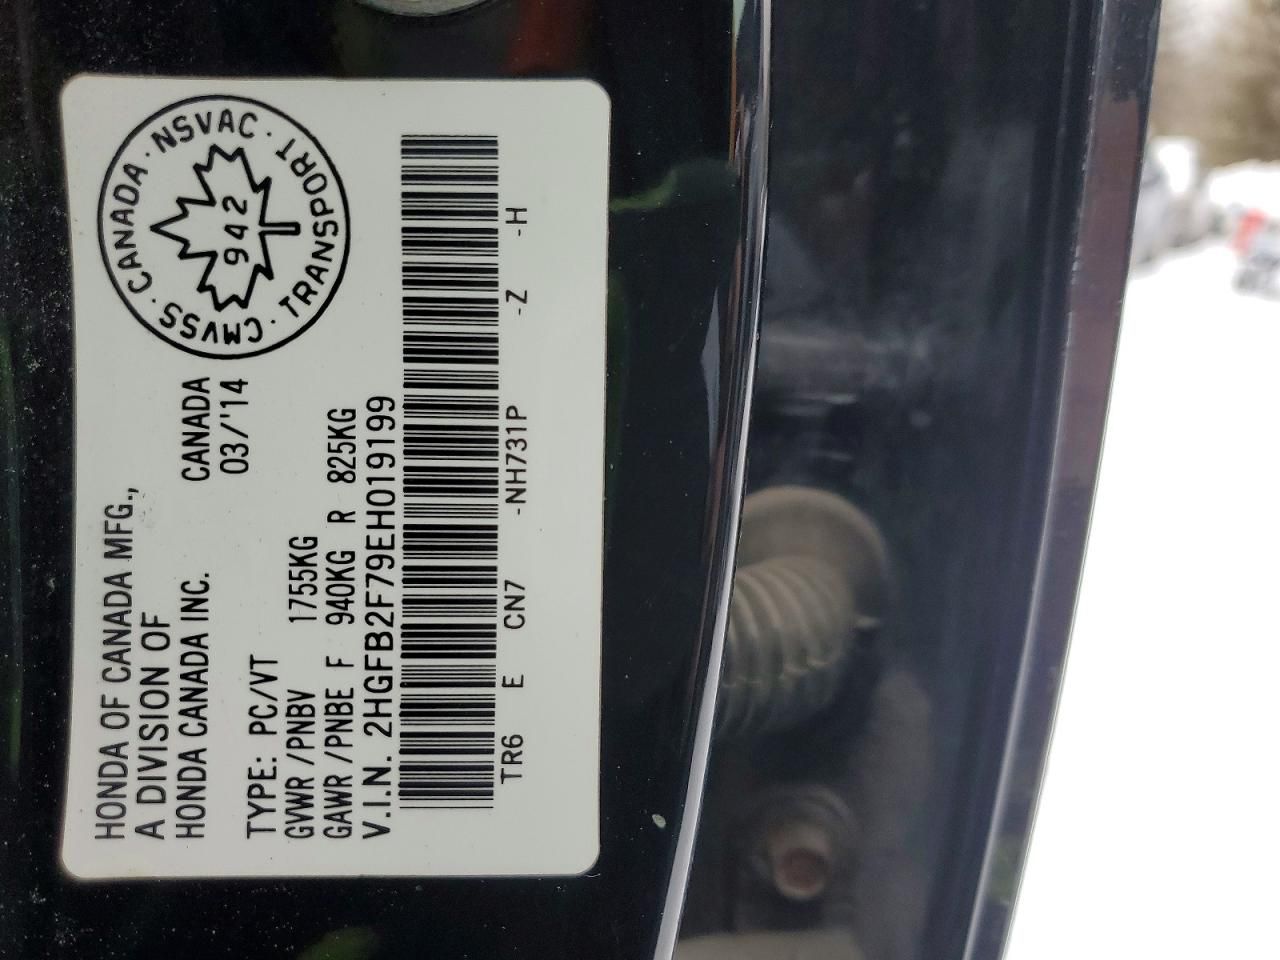 HONDA OF CANADA MFG.,
A DIVISION OF
HONDA CANADA INC.
CANADA
03/'14
CMVSS · CANADA · NSVAC · TRANSPORT ·
942
TYPE: PC/VT
GVWR /PNBV 1755KG
GAWR /PNBE F 940KG R 825KG
V.I.N. 2HGFB2F79EH019199
TR6 E CN7 -NH731P -Z -H